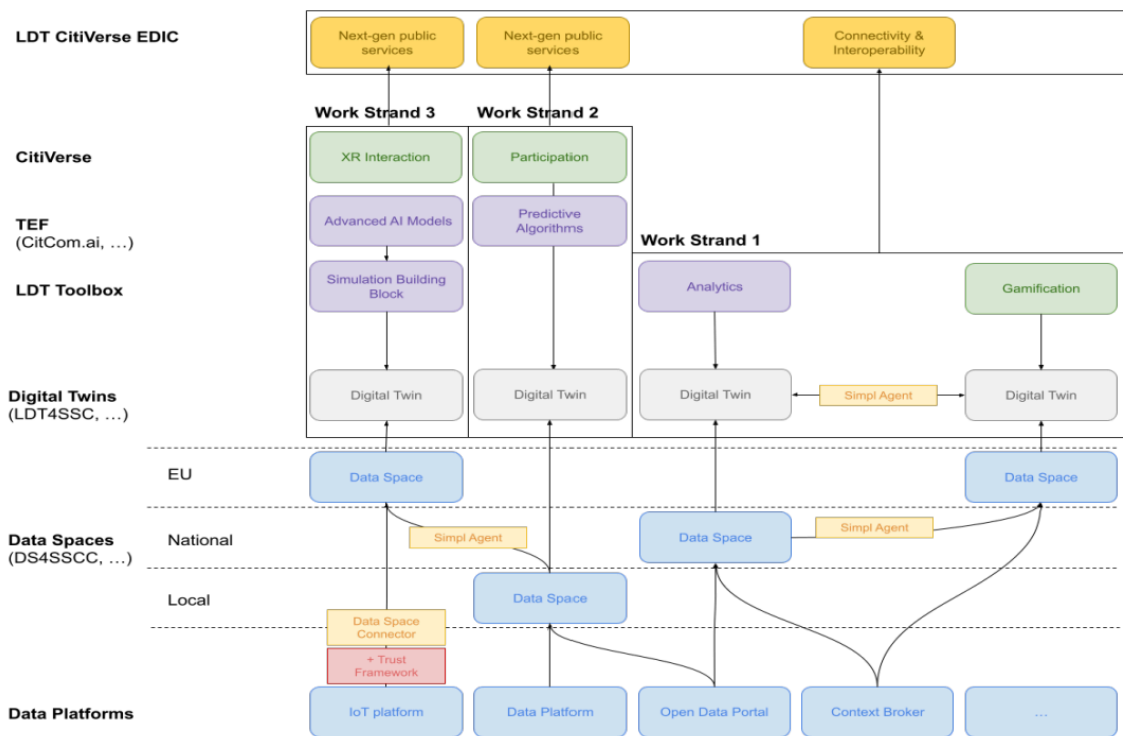 LDT CitiVerse EDIC
Next-gen public
services
Next-gen public
services
Connectivity &
Interoperability
Work Strand 3
Work Strand 2
CitiVerse
XR Interaction
Participation
TEF
(CitCom.ai, ...)
Advanced AI Models
Predictive
Algorithms
Work Strand 1
LDT Toolbox
Simulation Building
Block
Analytics
Gamification
Digital Twins
(LDT4SSC, ...)
Digital Twin
Digital Twin
Digital Twin
Simpl Agent
Digital Twin
EU
Data Space
Data Space
Data Spaces
(DS4SSCC, ...)
National
Simpl Agent
Data Space
Simpl Agent
Local
Data Space
Data Space
Connector
+ Trust
Framework
Data Platforms
IoT platform
Data Platform
Open Data Portal
Context Broker
...